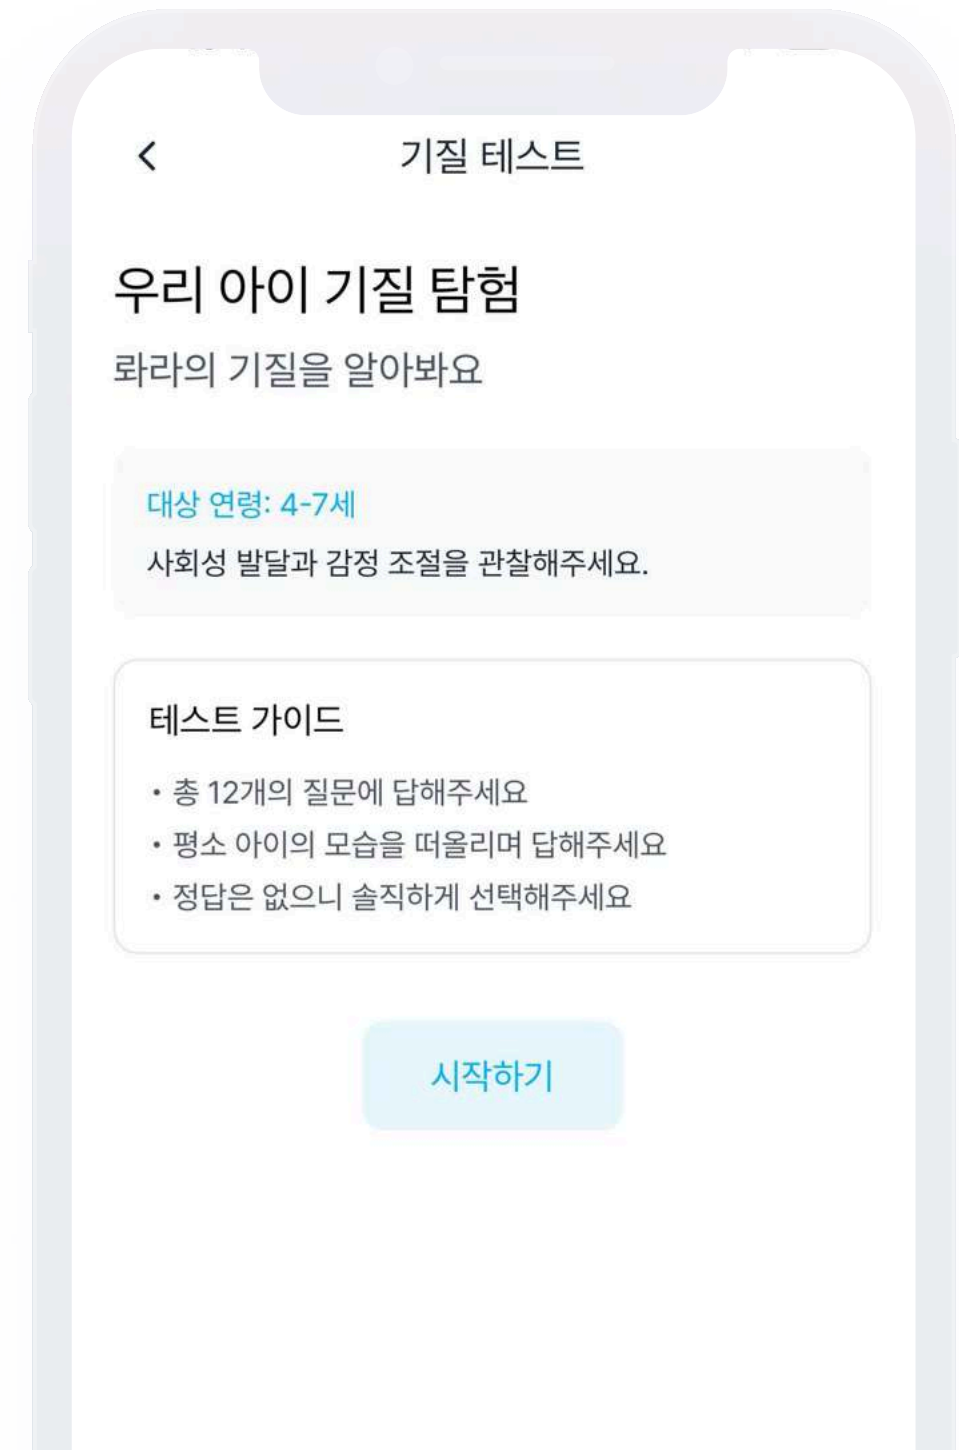 기질 테스트
우리 아이 기질 탐험
롸라의 기질을 알아봐요
대상 연령: 4-7세
사회성 발달과 감정 조절을 관찰해주세요.
테스트 가이드
• 총 12개의 질문에 답해주세요
• 평소 아이의 모습을 떠올리며 답해주세요
• 정답은 없으니 솔직하게 선택해주세요
시작하기